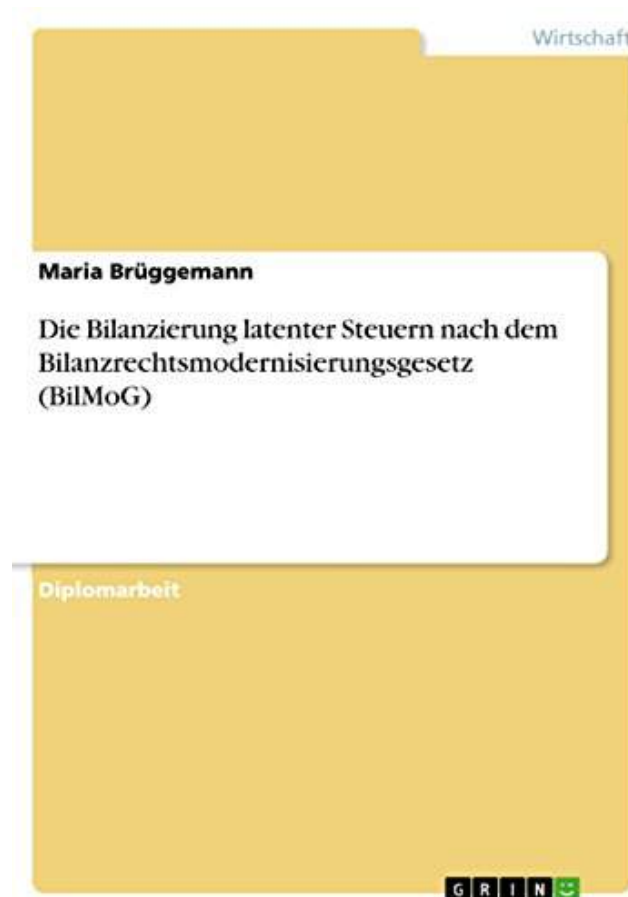 Wirtschaft
Maria Brüggemann
Die Bilanzierung latenter Steuern nach dem
Bilanzrechtsmodernisierungsgesetz
(BilMoG)
Diplomarbeit
GRIN